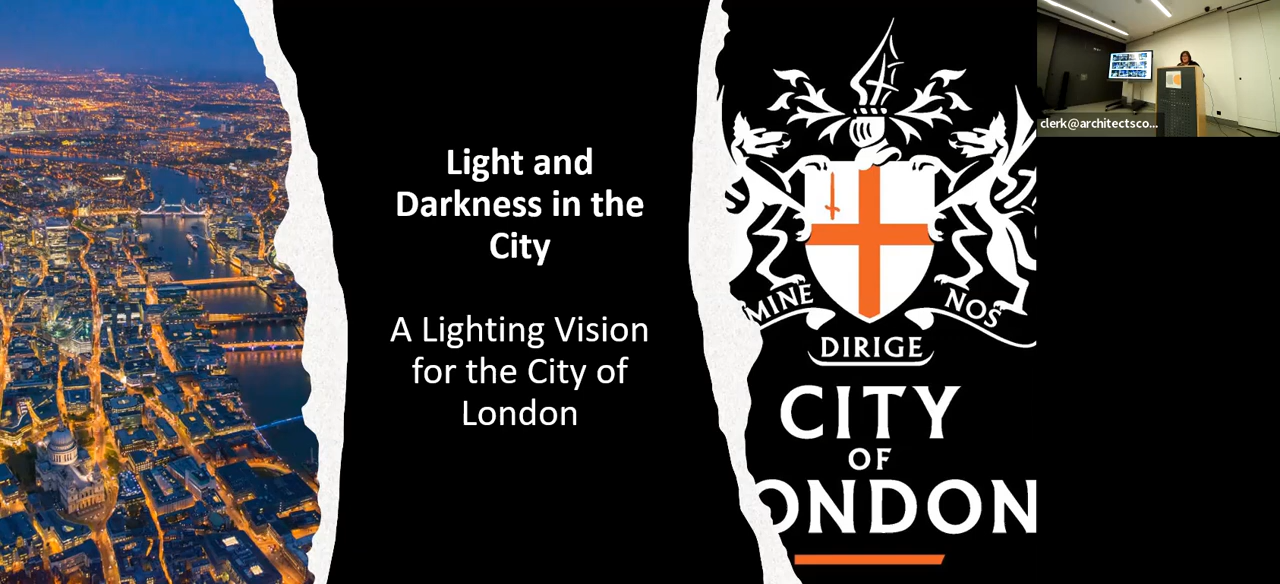 Light and
Darkness in the
City
A Lighting Vision
for the City of
London
MINE
NOS
DIRIGE
CITY
OF
ONDON
clerk@architectsco...